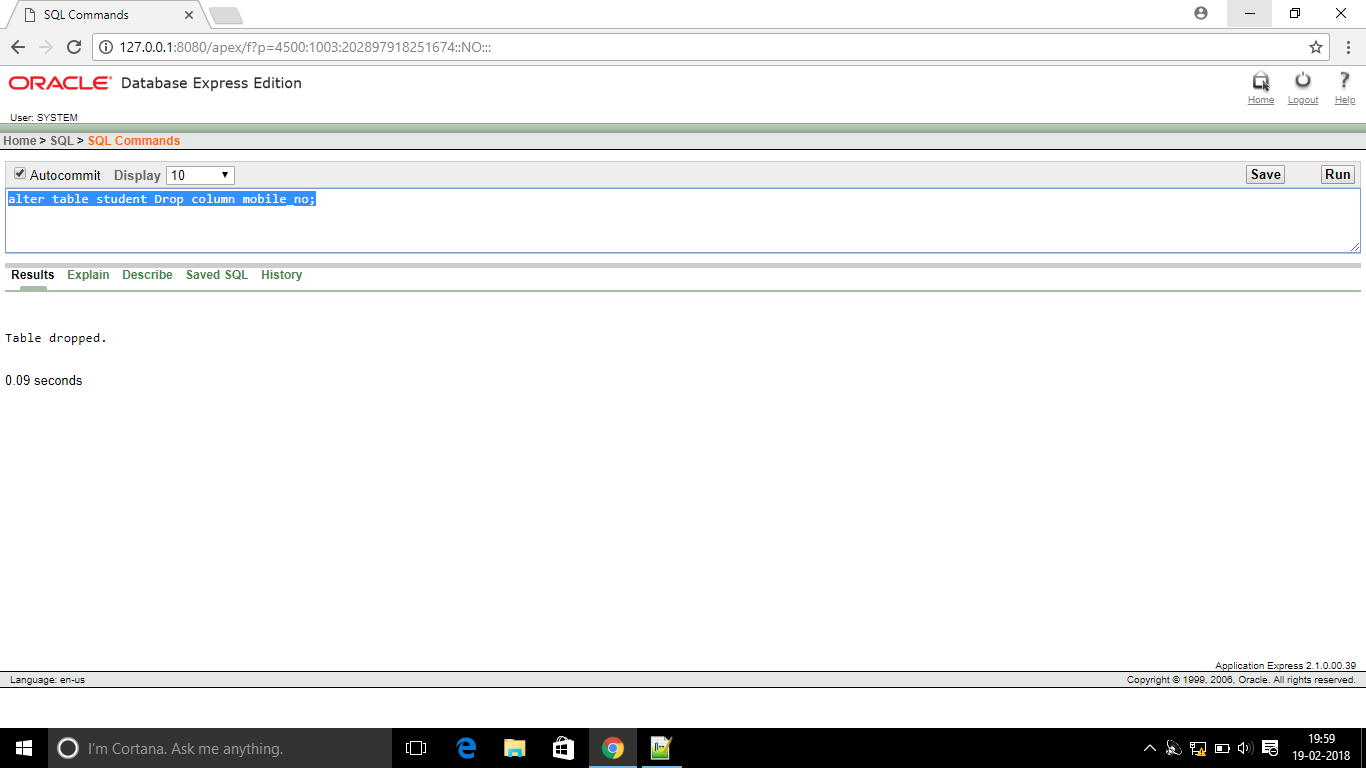 SQL Commands
127.0.0.1:8080/apex/f?p=4500:1003:202897918251674::NO:::
ORACLE Database Express Edition
Home Logout Help
User: SYSTEM
Home > SQL > SQL Commands
Autocommit Display 10 Save Run
alter table student Drop column mobile_no;
Results Explain Describe Saved SQL History
Table dropped.
0.09 seconds
Application Express 2.1.0.00.39
Language: en-us Copyright © 1999, 2006, Oracle. All rights reserved.
I'm Cortana. Ask me anything.
19:59
19-02-2018